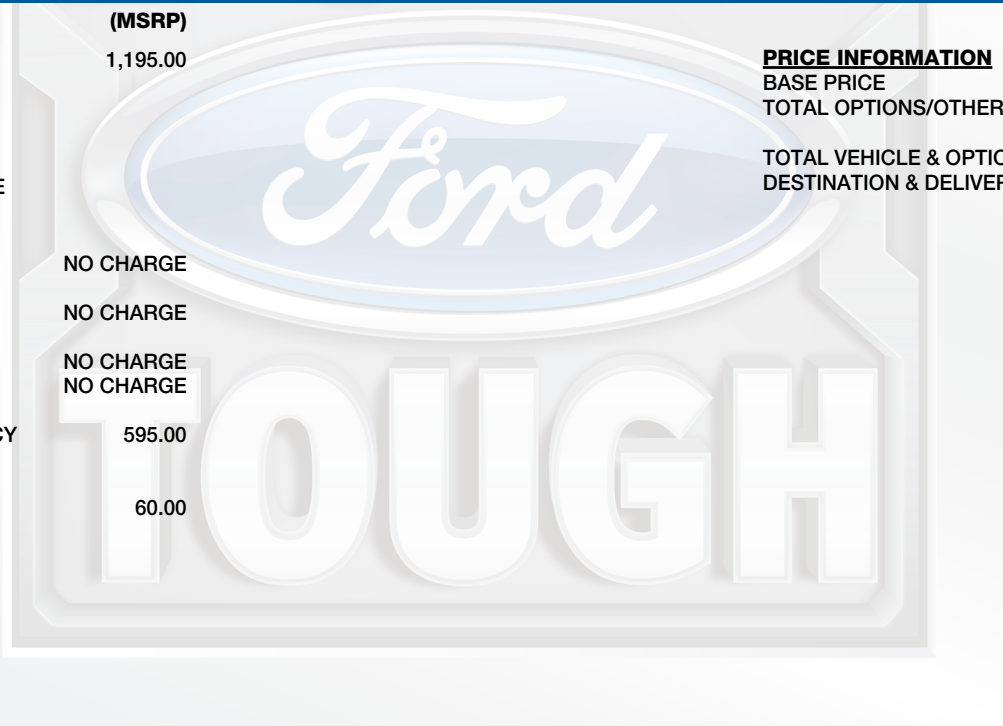 (MSRP)
1,195.00
E
NO CHARGE
NO CHARGE
NO CHARGE
NO CHARGE
CY 595.00
60.00
PRICE INFORMATION
BASE PRICE
TOTAL OPTIONS/OTHER
TOTAL VEHICLE & OPTIO
DESTINATION & DELIVER
Ford
TOUGH